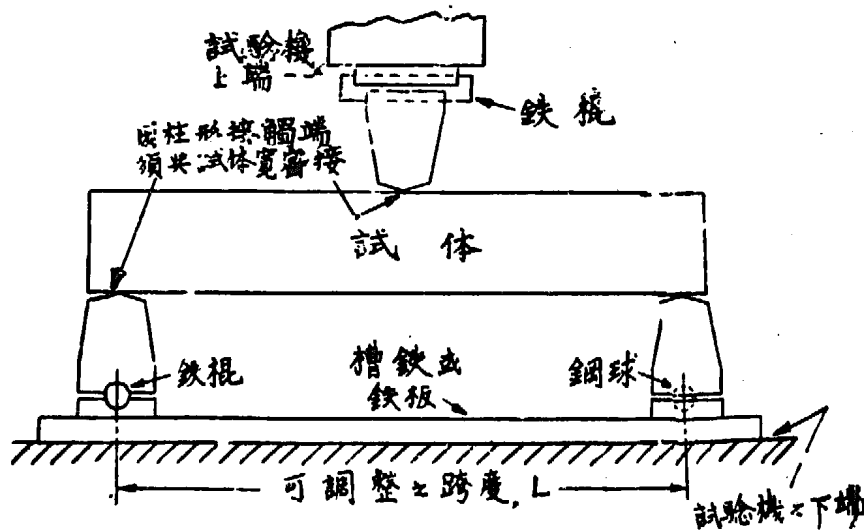 試驗機
上端
鉄棍
圓柱形接觸端
須與試体寬密接
試体
鉄棍
槽鉄或
鉄板
鋼球
可調整之跨度, L
試驗機之下端